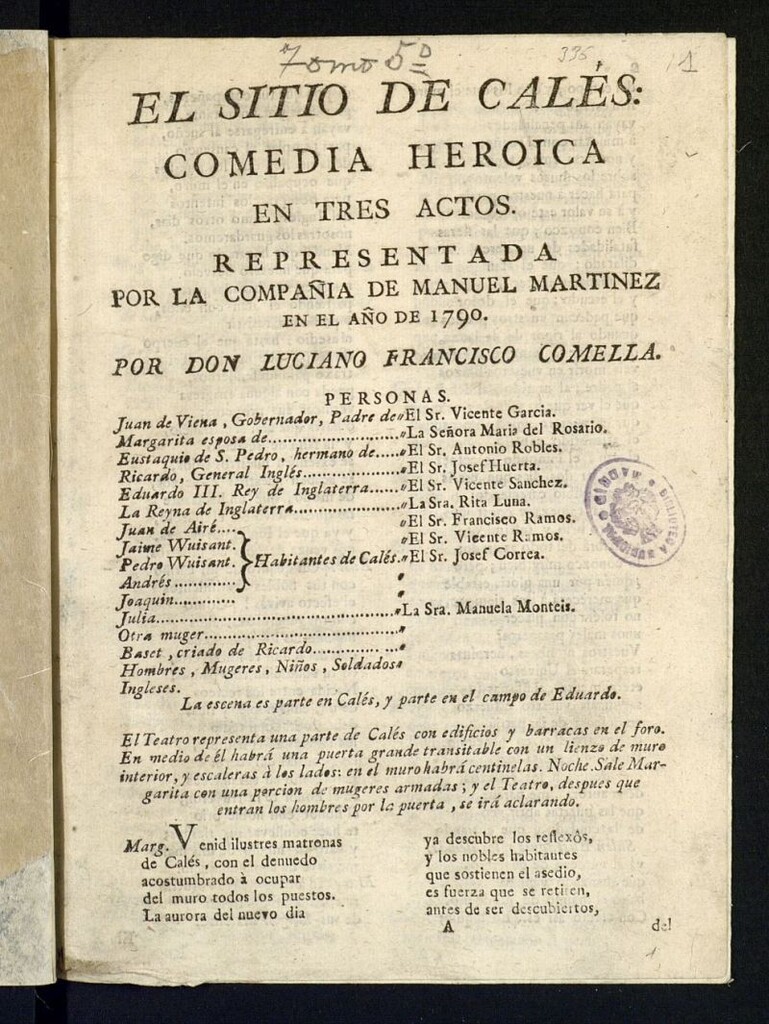 Tomo 5º
336
1
EL SITIO DE CALÉS:
COMEDIA HEROICA
EN TRES ACTOS.
REPRESENTADA
POR LA COMPAÑIA DE MANUEL MARTINEZ
EN EL AÑO DE 1790.
POR DON LUCIANO FRANCISCO COMELLA.
PERSONAS.
Juan de Viena, Gobernador, Padre de „El Sr. Vicente Garcia.
Margarita esposa de.............................„La Señora Maria del Rosario.
Eustaquio de S. Pedro, hermano de.....„El Sr. Antonio Robles.
Ricardo, General Inglés.....................„El Sr. Josef Huerta.
Eduardo III. Rey de Inglaterra......„El Sr. Vicente Sanchez.
La Reyna de Inglaterra.......................„La Sra. Rita Luna.
Juan de Airé.... „El Sr. Francisco Ramos.
Jaime Wuisant. „El Sr. Vicente Ramos.
Pedro Wuisant. } Habitantes de Calés. „El Sr. Josef Correa.
Andrés............ „
Joaquin........... „
Julia..................................................„La Sra. Manuela Monteis.
Otra muger.....................................„
Baset, criado de Ricardo.................„
Hombres, Mugeres, Niños, Soldados„
Ingleses.
La escena es parte en Calés, y parte en el campo de Eduardo.
El Teatro representa una parte de Calés con edificios y barracas en el foro.
En medio de él habrá una puerta grande transitable con un lienzo de muro
interior, y escaleras à los lados: en el muro habrá centinelas. Noche. Sale Mar-
garita con una porcion de mugeres armadas; y el Teatro, despues que
entran los hombres por la puerta, se irá aclarando.
Marg. Venid ilustres matronas
de Calés, con el denuedo
acostumbrado à ocupar
del muro todos los puestos.
La aurora del nuevo dia
ya descubre los reflexôs,
y los nobles habitantes
que sostienen el asedio,
es fuerza que se retiren,
antes de ser descubiertos,
A
del
BIBLIOTECA MUNICIPAL
MADRID